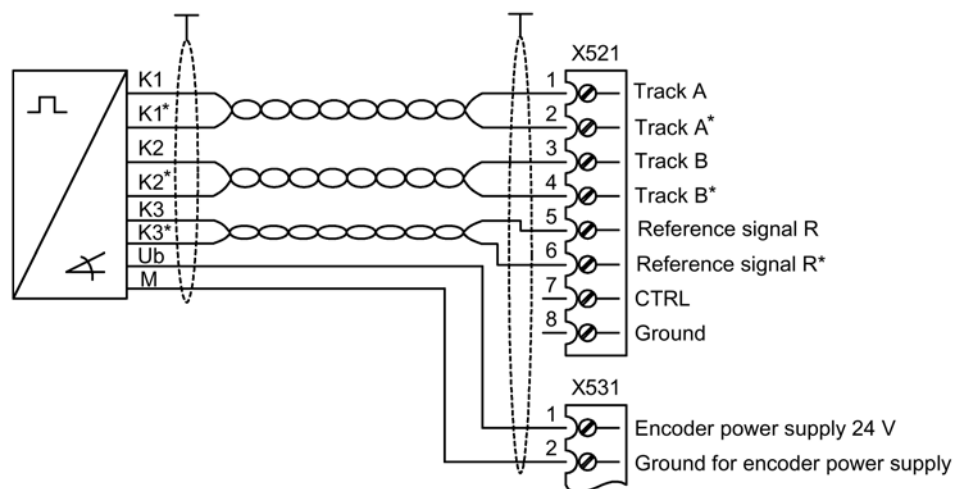 X521
K1
K1*
K2
K2*
K3
K3*
Ub
M
1 Track A
2 Track A*
3 Track B
4 Track B*
5 Reference signal R
6 Reference signal R*
7 CTRL
8 Ground
X531
1 Encoder power supply 24 V
2 Ground for encoder power supply